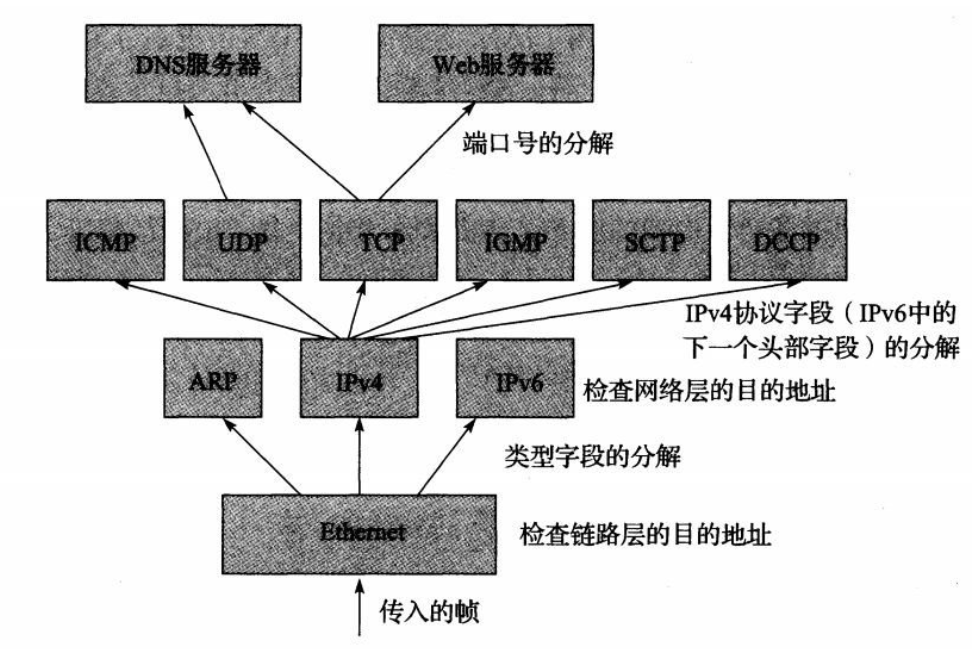 DNS服务器
Web服务器
端口号的分解
ICMP
UDP
TCP
IGMP
SCTP
DCCP
IPv4协议字段（IPv6中的
下一个头部字段）的分解
ARP
IPv4
IPv6
检查网络层的目的地址
类型字段的分解
Ethernet
检查链路层的目的地址
传入的帧